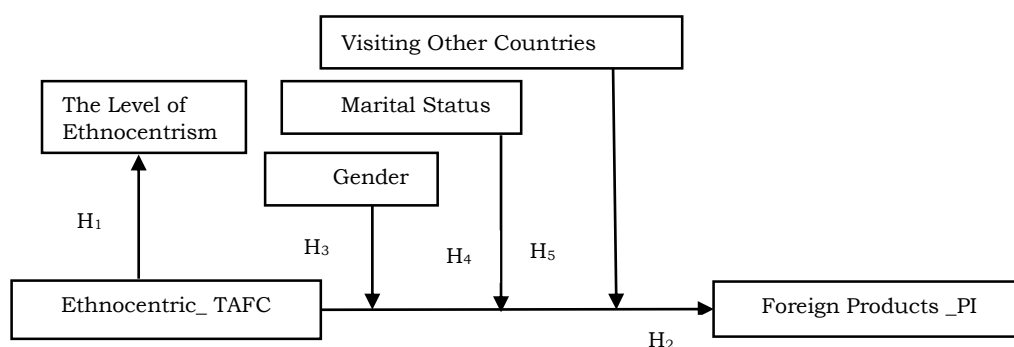 Visiting Other Countries
The Level of
Ethnocentrism
Marital Status
Gender
H1
H3
H4
H5
Ethnocentric_ TAFC
Foreign Products _PI
H2